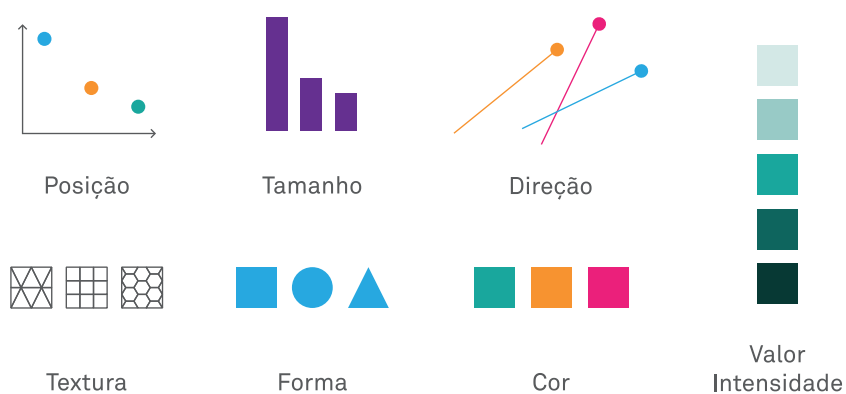 Posição
Tamanho
Direção
Textura
Forma
Cor
Valor
Intensidade